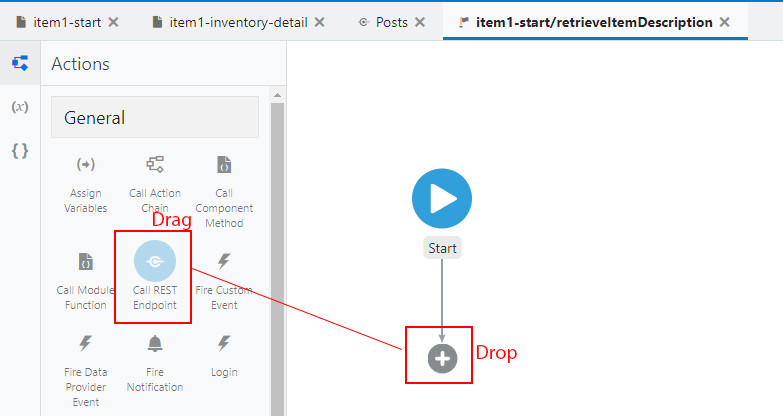 item1-start
item1-inventory-detail
Posts
item1-start/retrieveItemDescription
Actions
(x)
{ }
General
Assign
Variables
Call Action
Chain
Call
Component
Method
Drag
Call Module
Function
Call REST
Endpoint
Fire Custom
Event
Fire Data
Provider
Event
Fire
Notification
Login
Start
Drop